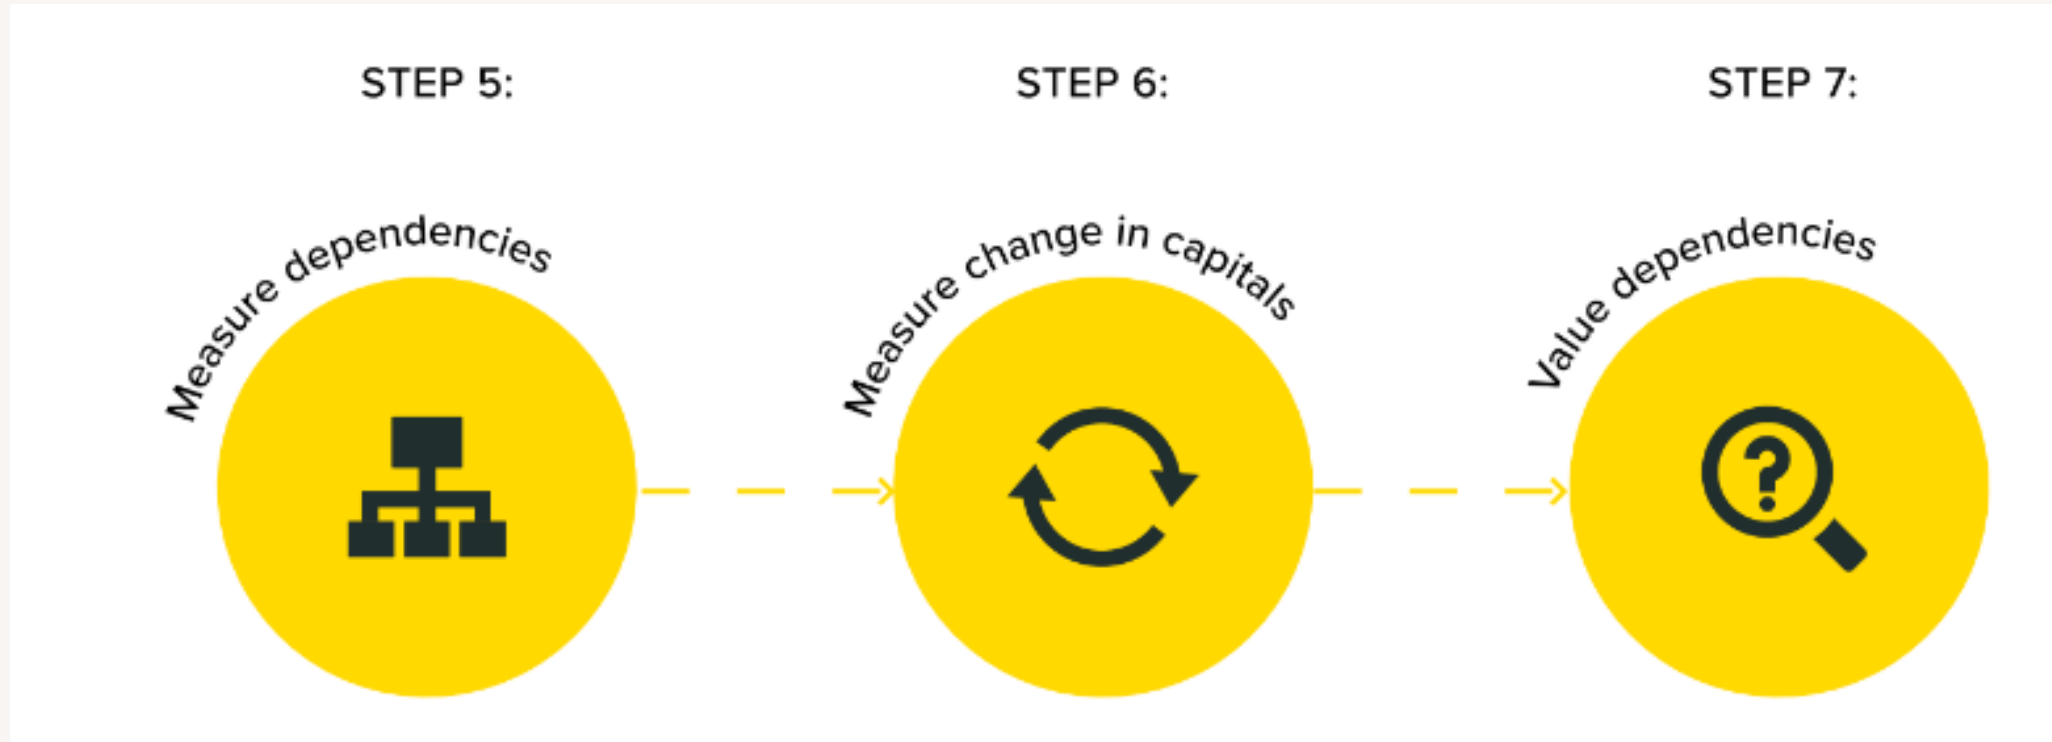 STEP 5:
Measure dependencies
STEP 6:
Measure change in capitals
STEP 7:
Value dependencies
?